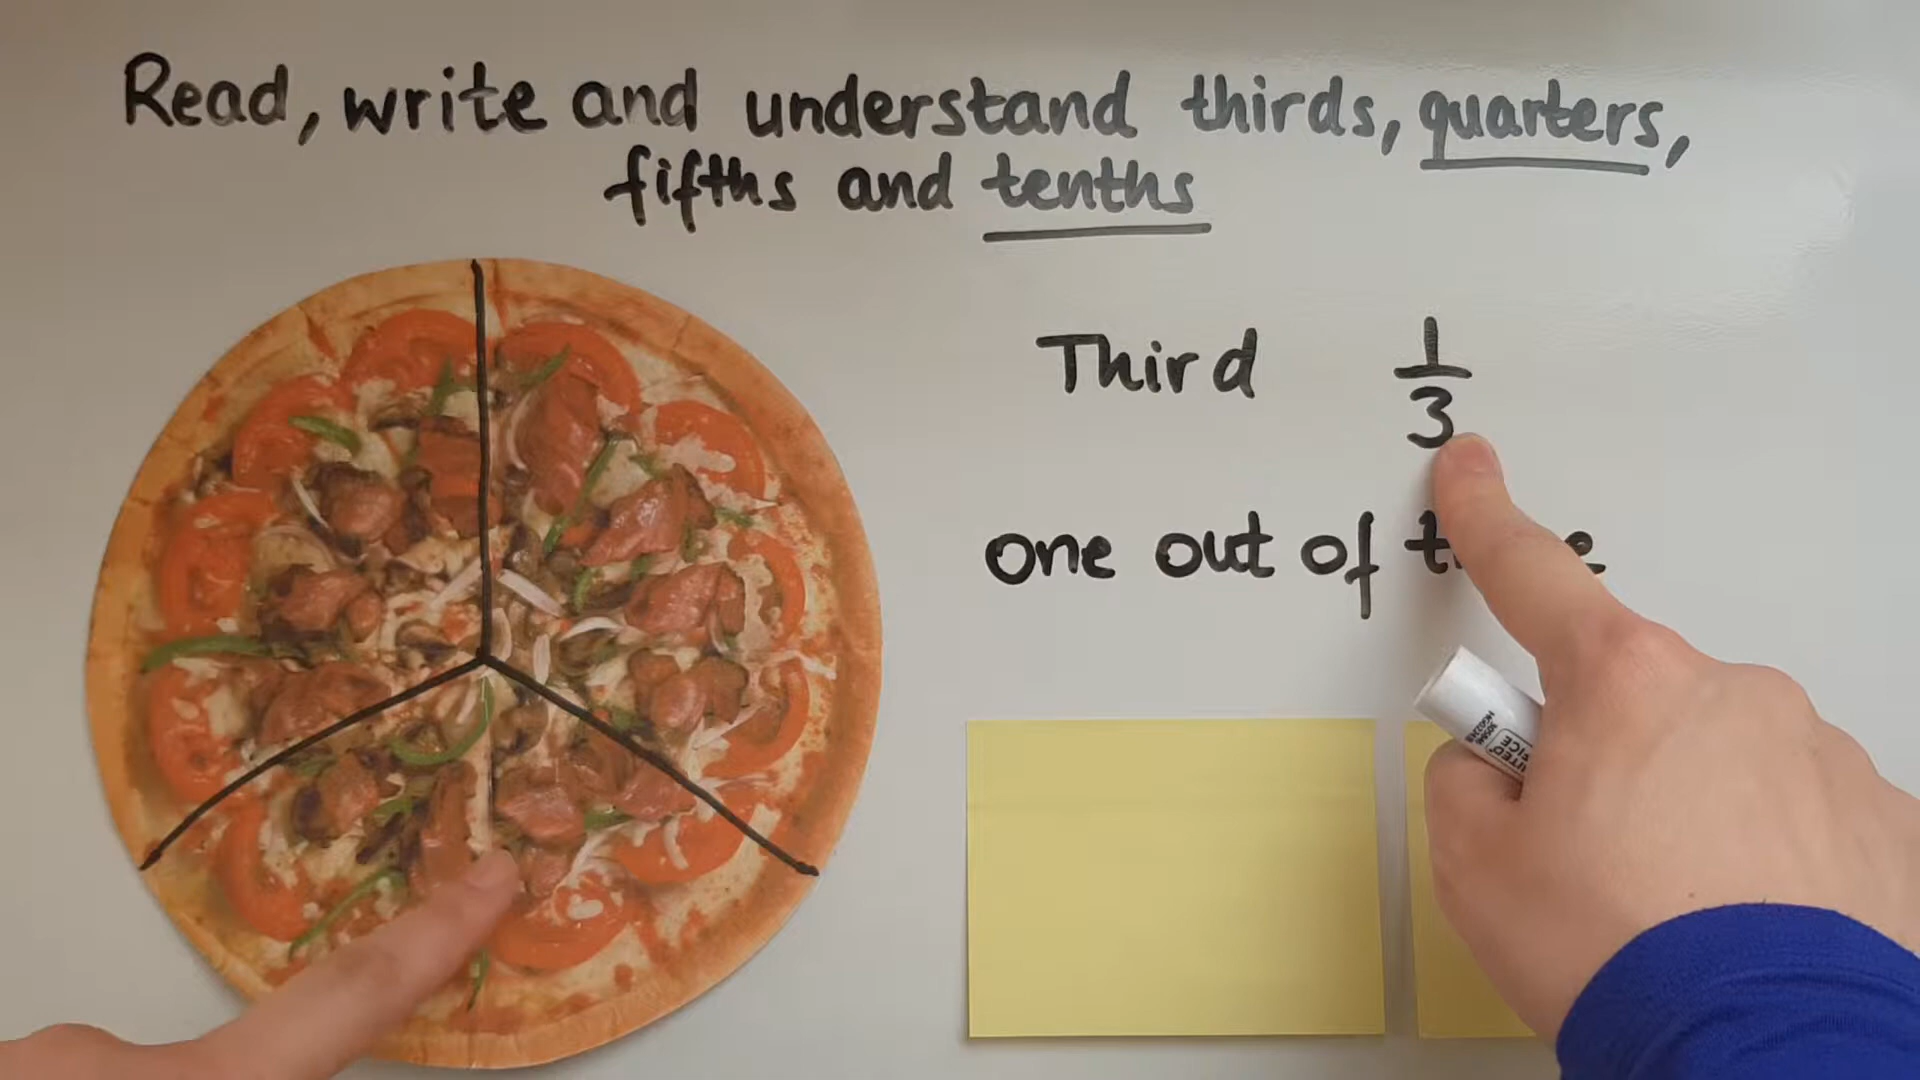 Read, write and understand thirds, quarters,
fifths and tenths
Third 1/3
one out of